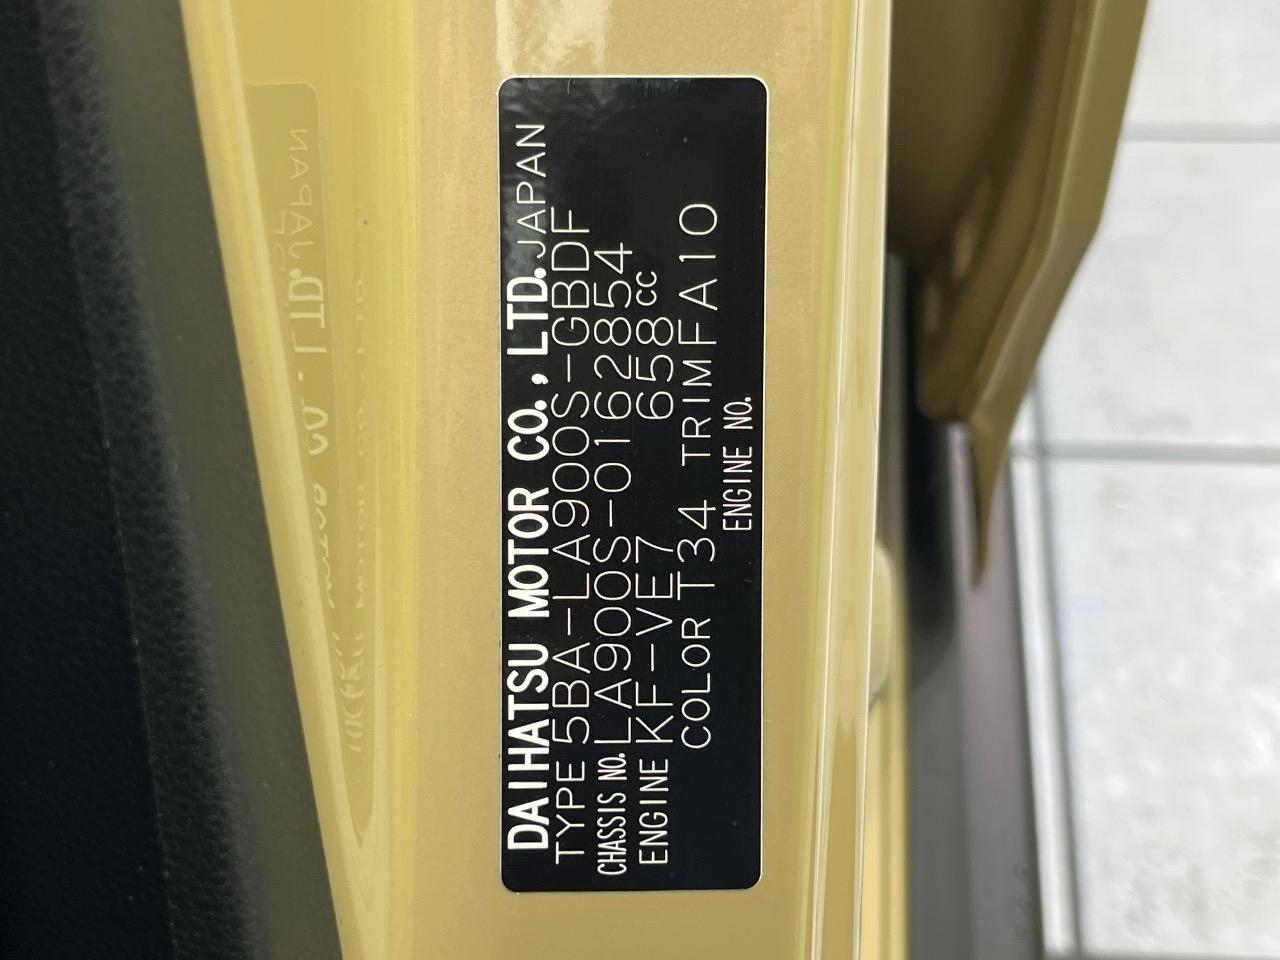 DAIHATSU MOTOR CO., LTD. JAPAN
TYPE 5BA-LA900S-GBDF
CHASSIS NO. LA900S-0162854
ENGINE KF-VE7 658cc
COLOR T34 TRIM FA10
ENGINE NO.